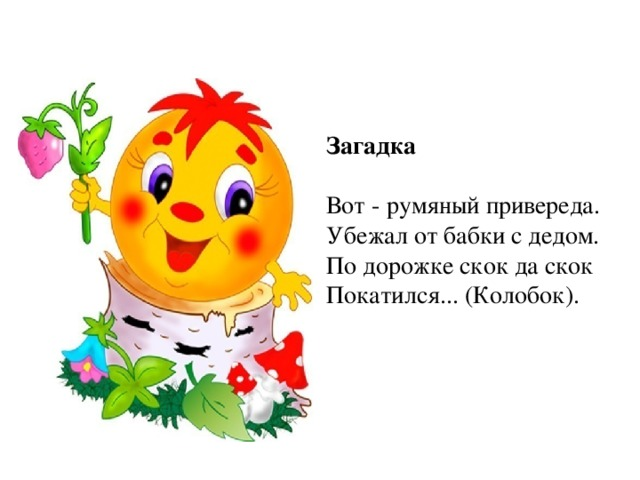 Загадка
Вот - румяный привереда.
Убежал от бабки с дедом.
По дорожке скок да скок
Покатился... (Колобок).